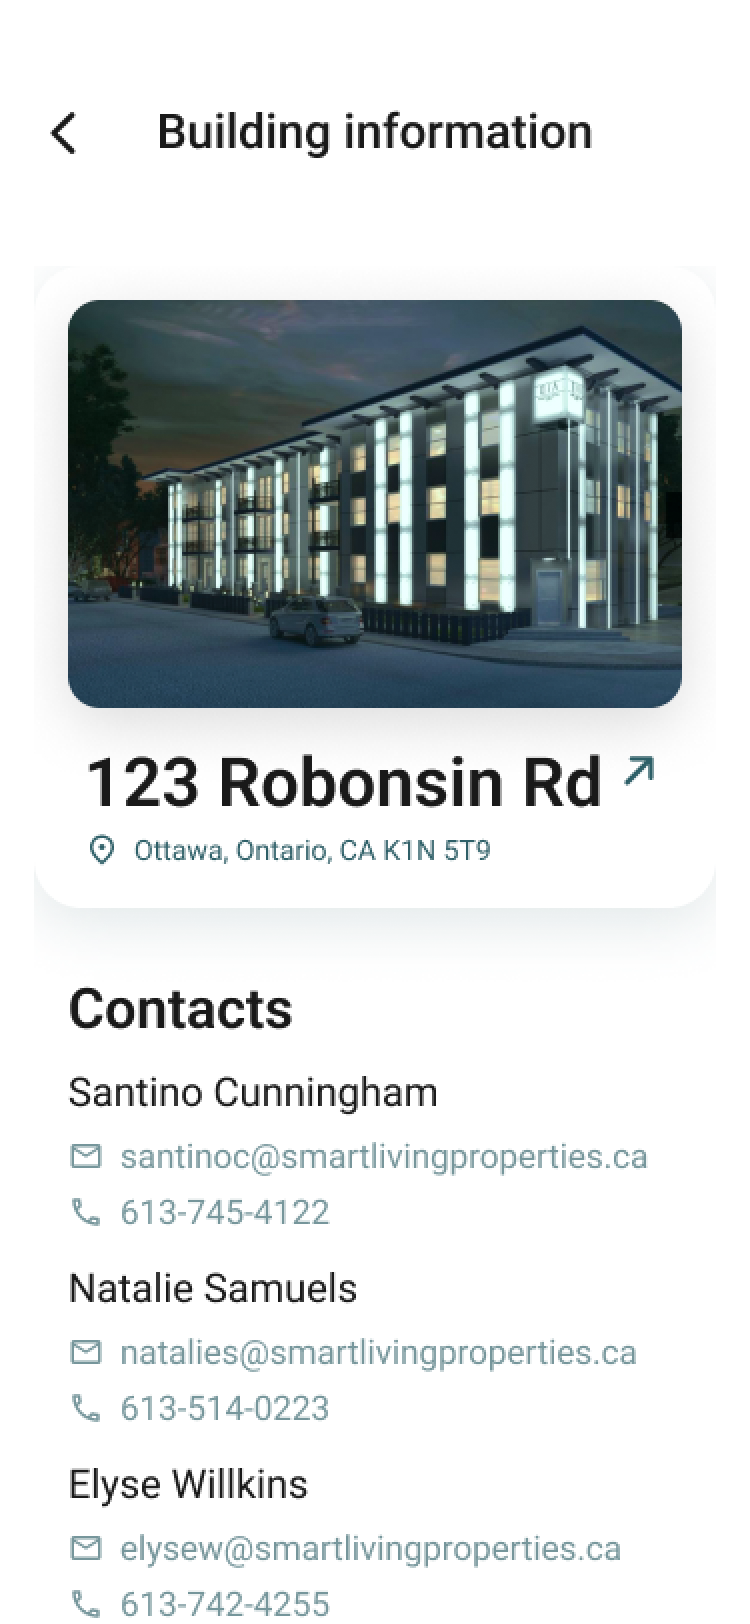 Building information
123 Robonsin Rd
Ottawa, Ontario, CA K1N 5T9
Contacts
Santino Cunningham
santinoc@smartlivingproperties.ca
613-745-4122
Natalie Samuels
natalies@smartlivingproperties.ca
613-514-0223
Elyse Willkins
elysew@smartlivingproperties.ca
613-742-4255